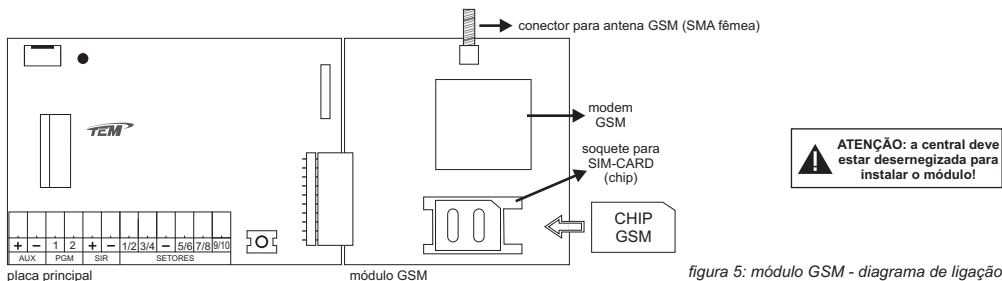 conector para antena GSM (SMA fêmea)
TEM
modem
GSM
soquete para
SIM-CARD
(chip)
CHIP
GSM
ATENÇÃO: a central deve
estar desernegizada para
instalar o módulo!
+ − 1 2 + − 1/2 3/4 − 5/6 7/8 9/10
AUX PGM SIR SETORES
placa principal
módulo GSM
figura 5: módulo GSM - diagrama de ligação